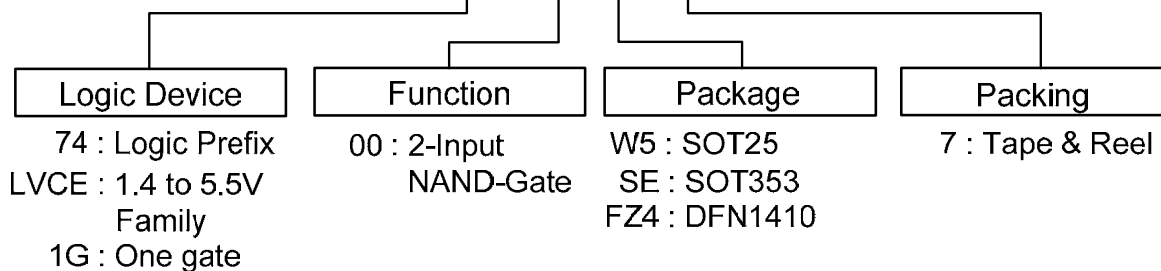 Logic Device
74 : Logic Prefix
LVCE : 1.4 to 5.5V
Family
1G : One gate
Function
00 : 2-Input
NAND-Gate
Package
W5 : SOT25
SE : SOT353
FZ4 : DFN1410
Packing
7 : Tape & Reel